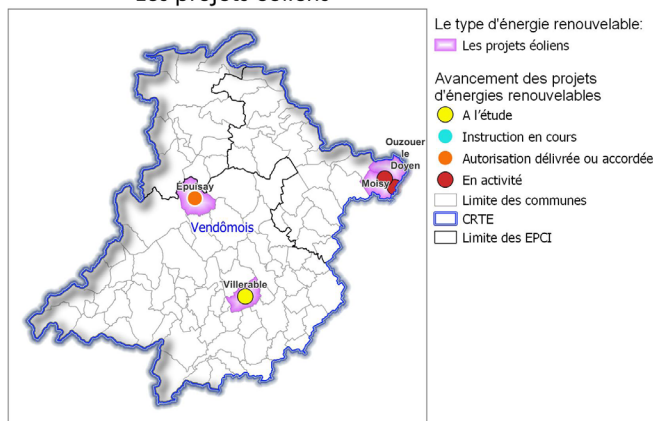 Les projets éolien
Le type d'énergie renouvelable:
Les projets éoliens
Avancement des projets
d'énergies renouvelables
A l'étude
Instruction en cours
Autorisation délivrée ou accordée
En activité
Limite des communes
CRTE
Limite des EPCI
Ouzouer
le
Doyen
Moisy
Epuisay
Vendômois
Villerable